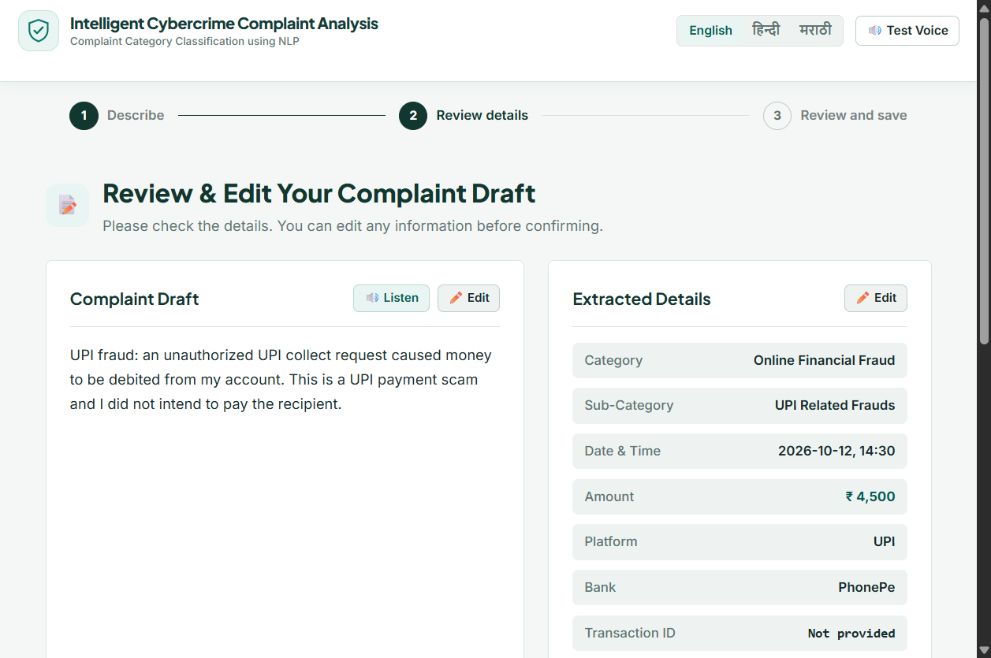 Intelligent Cybercrime Complaint Analysis
Complaint Category Classification using NLP
English हिन्दी मराठी
Test Voice
1 Describe
2 Review details
3 Review and save
Review & Edit Your Complaint Draft
Please check the details. You can edit any information before confirming.
Complaint Draft
Listen
Edit
UPI fraud: an unauthorized UPI collect request caused money
to be debited from my account. This is a UPI payment scam
and I did not intend to pay the recipient.
Extracted Details
Edit
Category Online Financial Fraud
Sub-Category UPI Related Frauds
Date & Time 2026-10-12, 14:30
Amount ₹ 4,500
Platform UPI
Bank PhonePe
Transaction ID Not provided